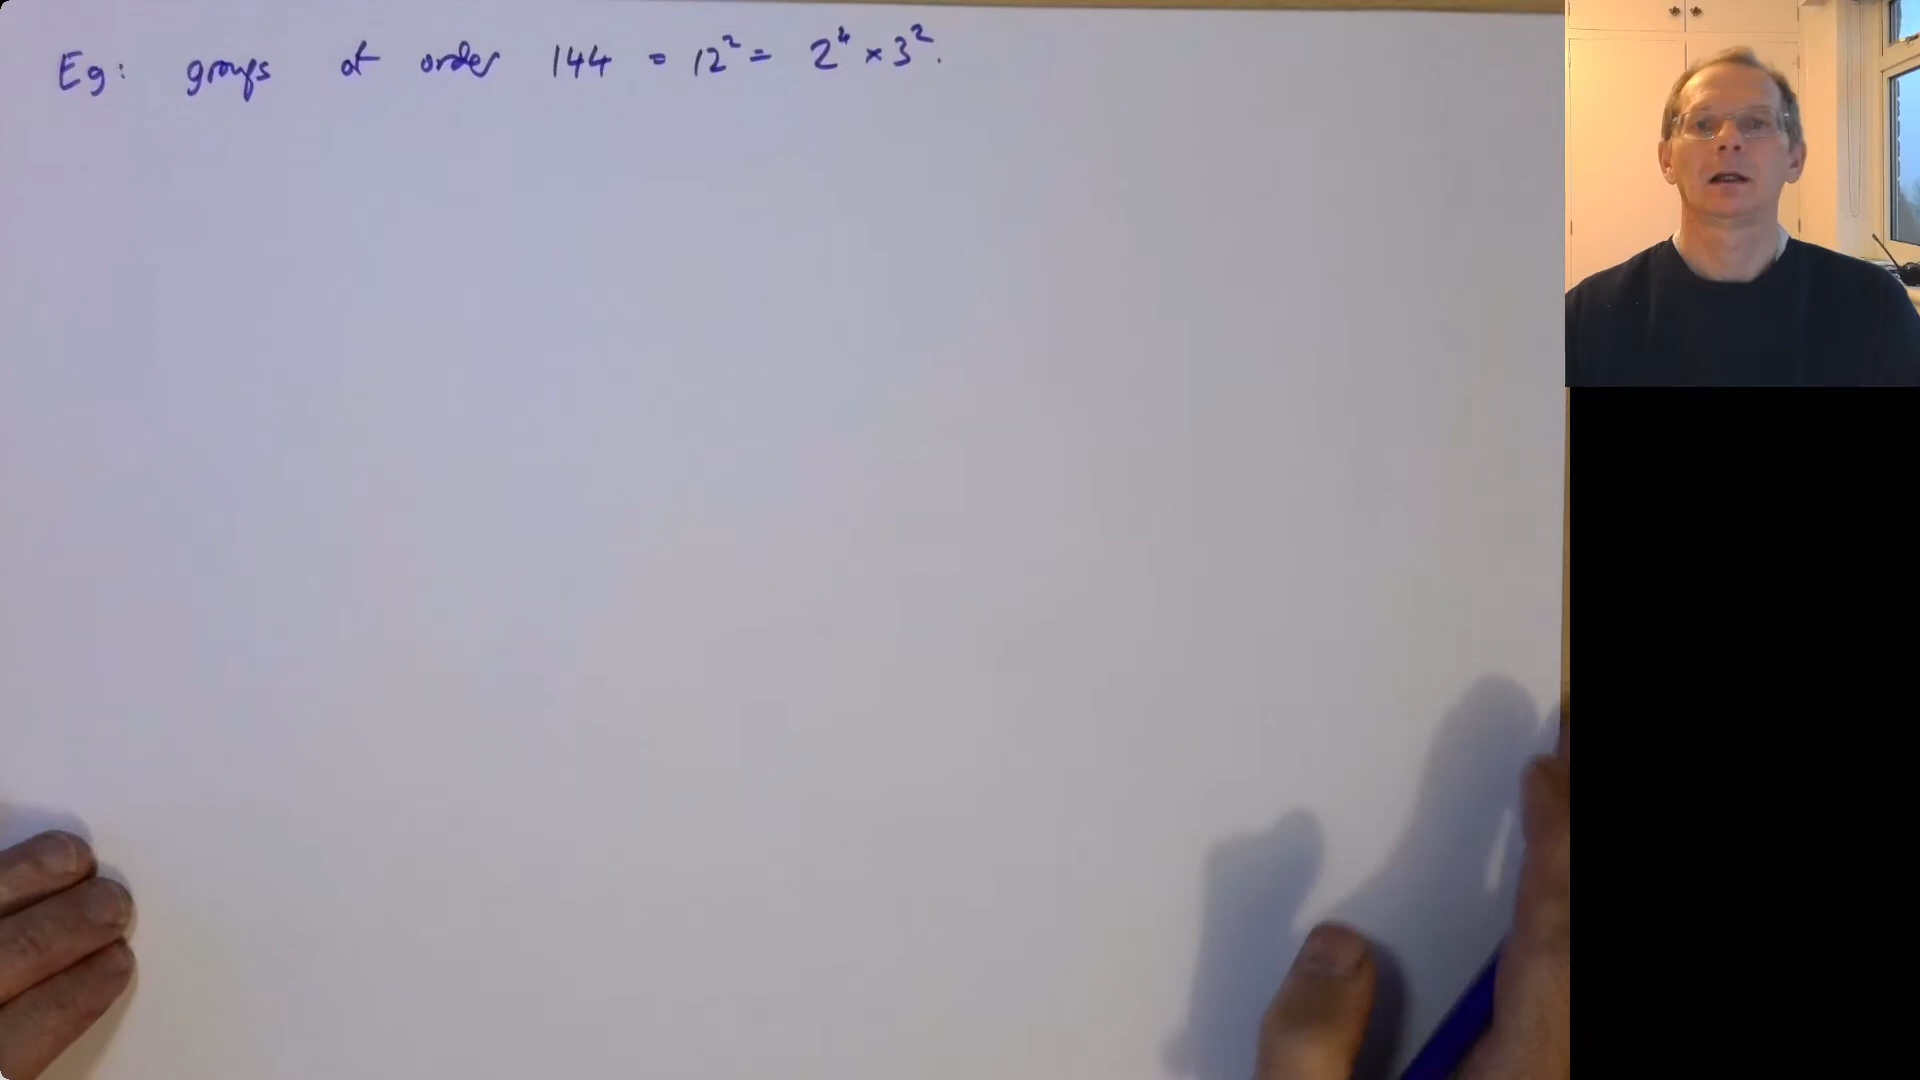 Eg: groups of order 144 = 12² = 2⁴ × 3².